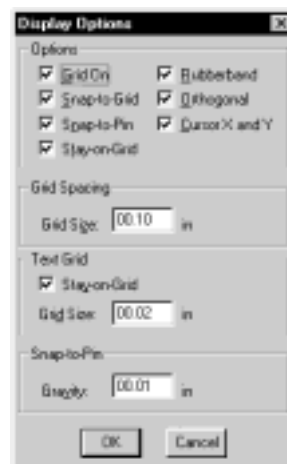 Display Options
Options
Grid On
Rubberband
Snap-to-Grid
Orthogonal
Snap-to-Pin
Cursor X and Y
Stay-on-Grid
Grid Spacing
Grid Size: 00.10 in
Text Grid
Stay-on-Grid
Grid Size: 00.02 in
Snap-to-Pin
Gravity: 00.01 in
OK Cancel